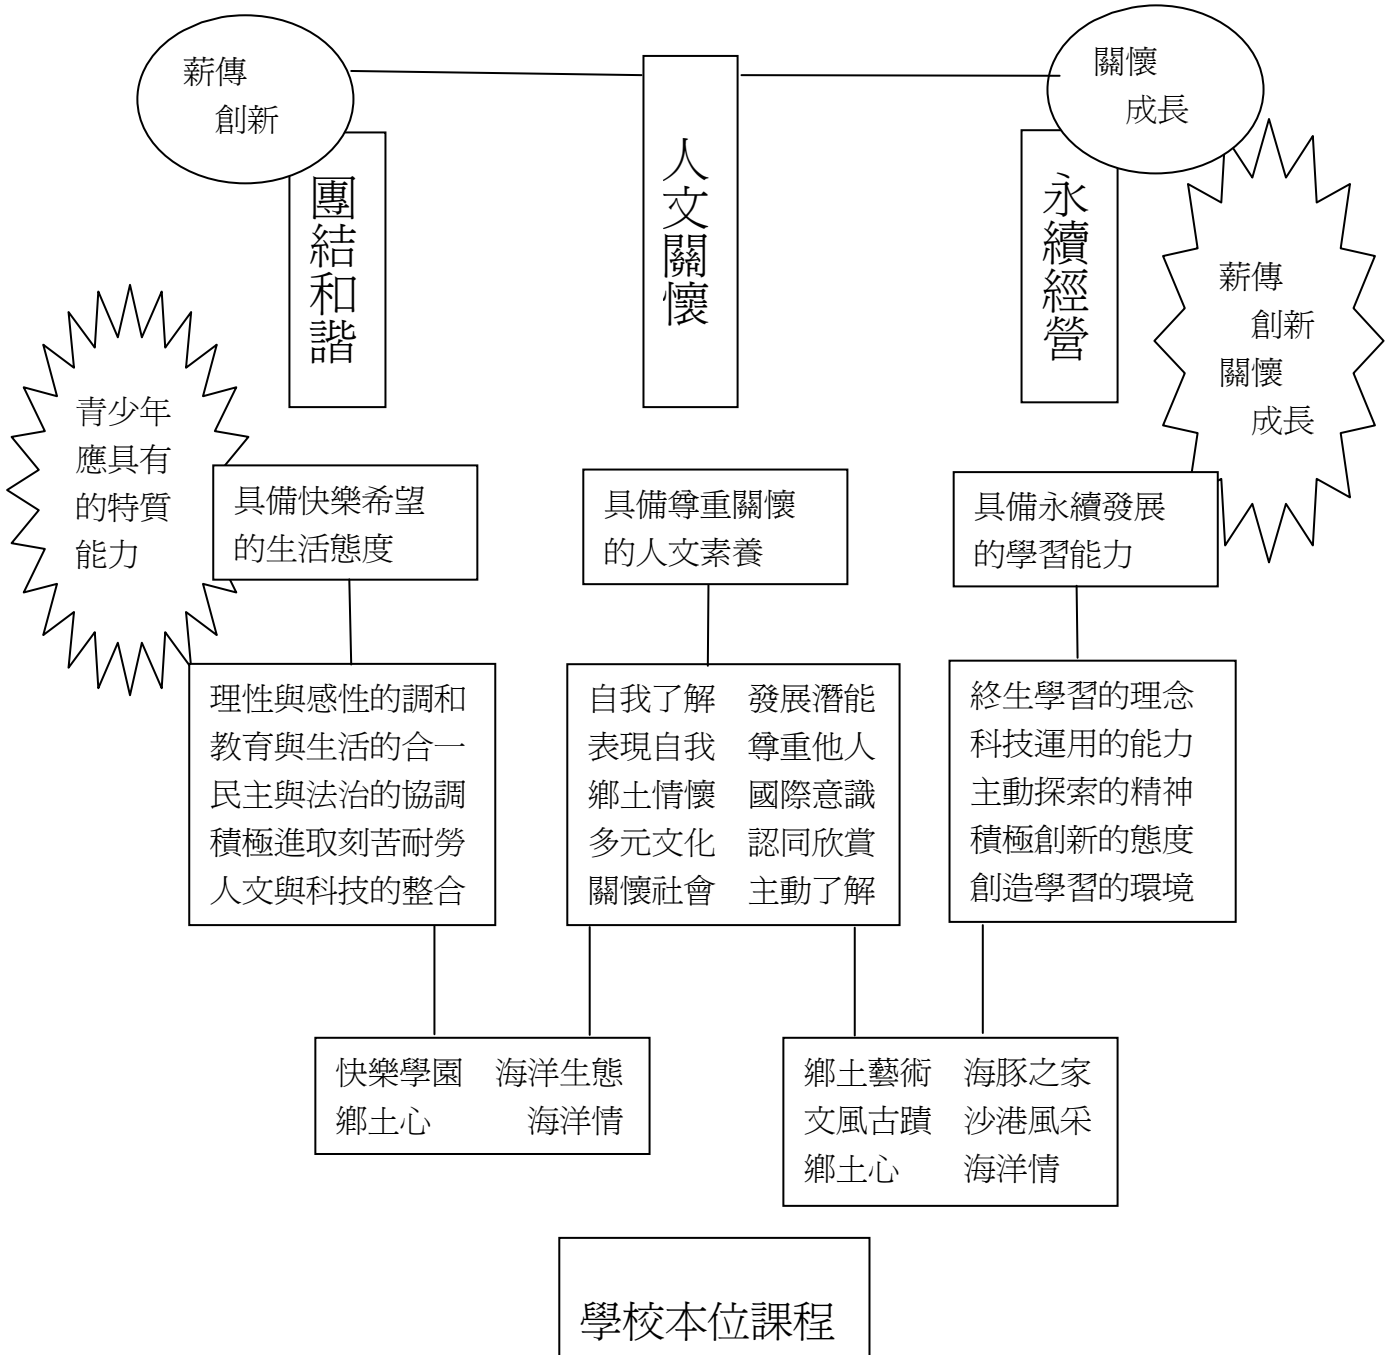 薪傳
創新
關懷
成長
團結和諧
人文關懷
永續經營
薪傳
創新
關懷
成長
青少年
應具有
的特質
能力
具備快樂希望
的生活態度
具備尊重關懷
的人文素養
具備永續發展
的學習能力
理性與感性的調和
教育與生活的合一
民主與法治的協調
積極進取刻苦耐勞
人文與科技的整合
自我了解 發展潛能
表現自我 尊重他人
鄉土情懷 國際意識
多元文化 認同欣賞
關懷社會 主動了解
終生學習的理念
科技運用的能力
主動探索的精神
積極創新的態度
創造學習的環境
快樂學園 海洋生態
鄉土心 海洋情
鄉土藝術 海豚之家
文風古蹟 沙港風采
鄉土心 海洋情
學校本位課程